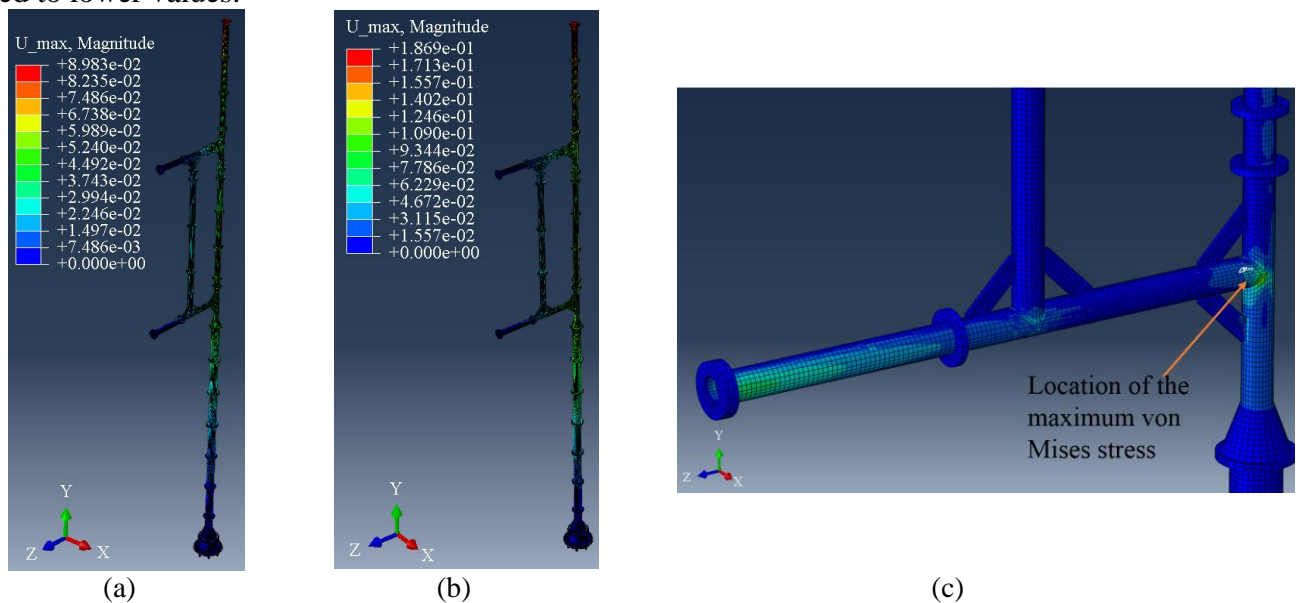 ed to lower values.
U_max, Magnitude
+8.983e-02
+8.235e-02
+7.486e-02
+6.738e-02
+5.989e-02
+5.240e-02
+4.492e-02
+3.743e-02
+2.994e-02
+2.246e-02
+1.497e-02
+7.486e-03
+0.000e+00
Y
Z
X
(a)
U_max, Magnitude
+1.869e-01
+1.713e-01
+1.557e-01
+1.402e-01
+1.246e-01
+1.090e-01
+9.344e-02
+7.786e-02
+6.229e-02
+4.672e-02
+3.115e-02
+1.557e-02
+0.000e+00
Y
Z
X
(b)
Location of the
maximum von
Mises stress
Y
Z
X
(c)